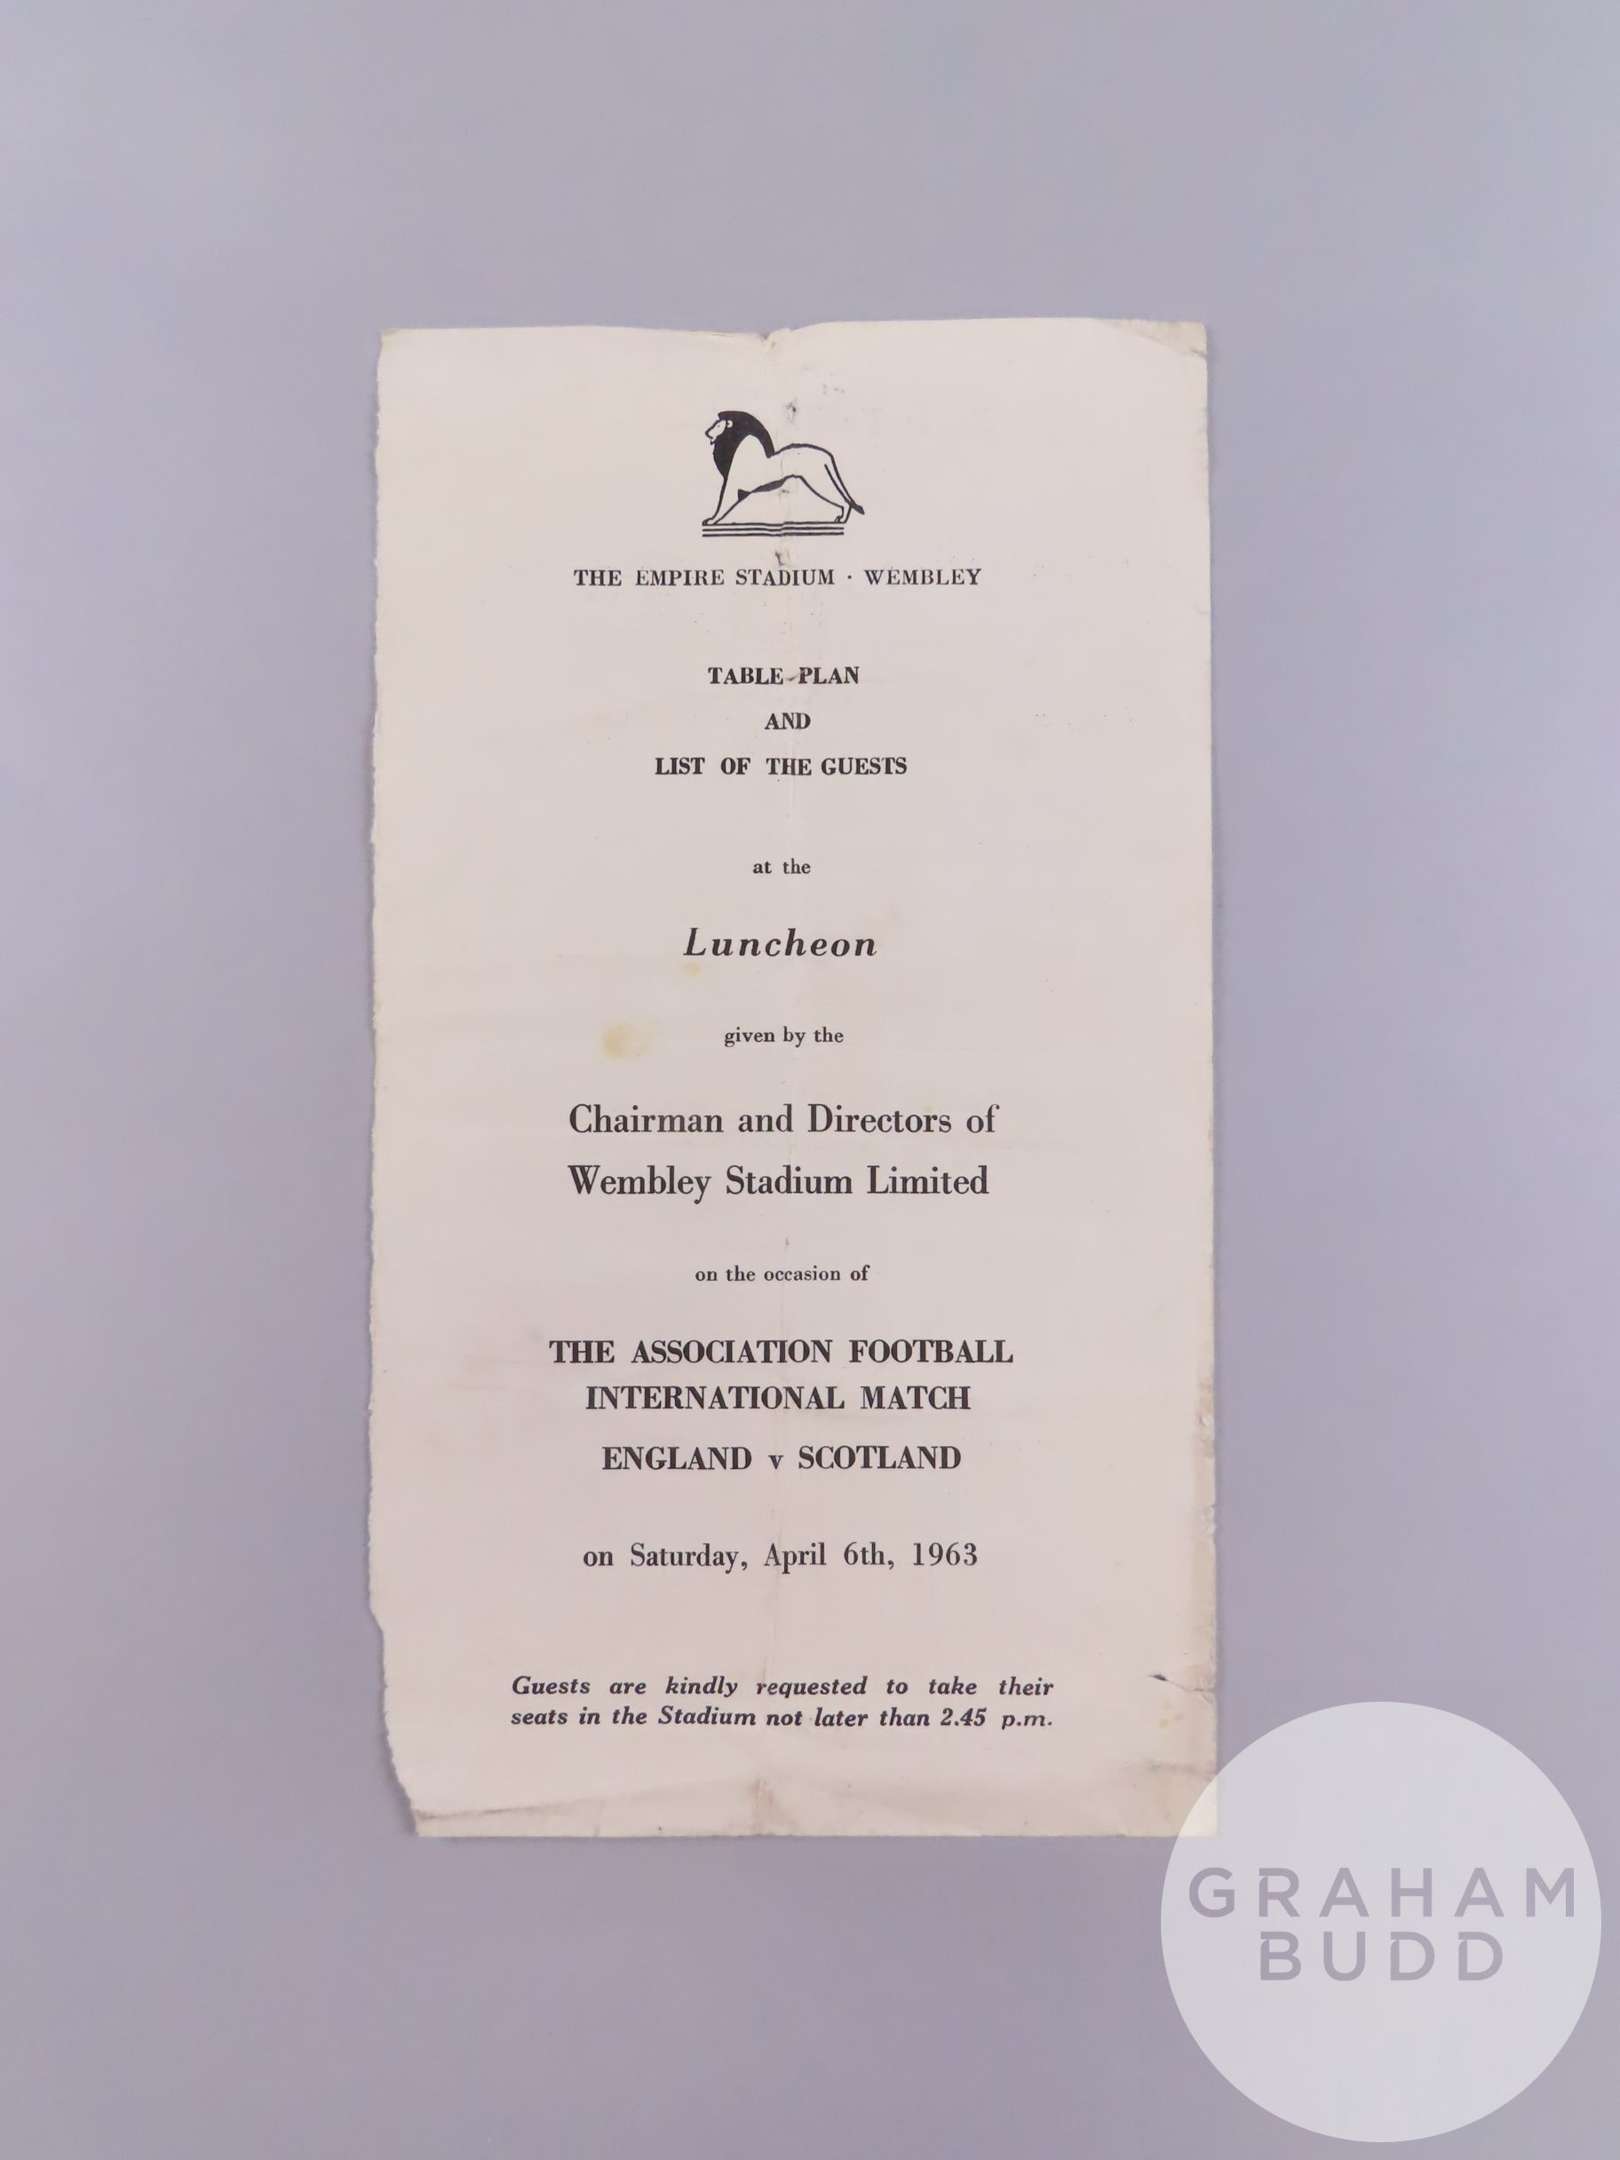 THE EMPIRE STADIUM · WEMBLEY
TABLE PLAN
AND
LIST OF THE GUESTS
at the
Luncheon
given by the
Chairman and Directors of
Wembley Stadium Limited
on the occasion of
THE ASSOCIATION FOOTBALL
INTERNATIONAL MATCH
ENGLAND v SCOTLAND
on Saturday, April 6th, 1963
Guests are kindly requested to take their
seats in the Stadium not later than 2.45 p.m.
GRAHAM
BUDD